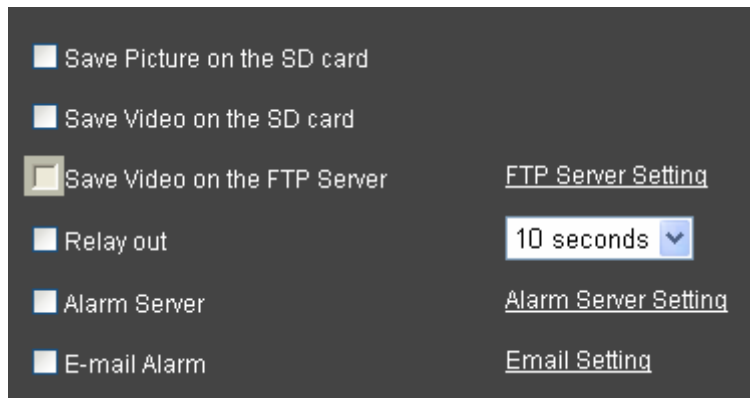 Save Picture on the SD card
Save Video on the SD card
Save Video on the FTP Server FTP Server Setting
Relay out 10 seconds
Alarm Server Alarm Server Setting
E-mail Alarm Email Setting